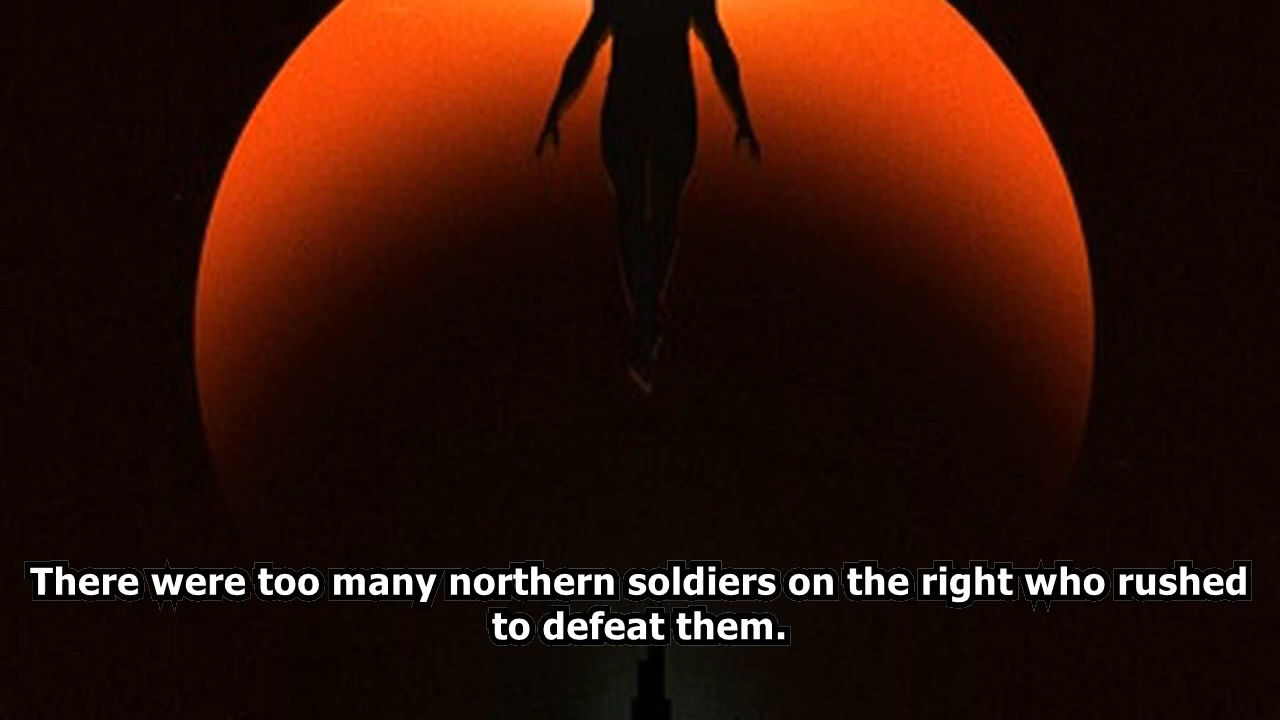 There were too many northern soldiers on the right who rushed
to defeat them.